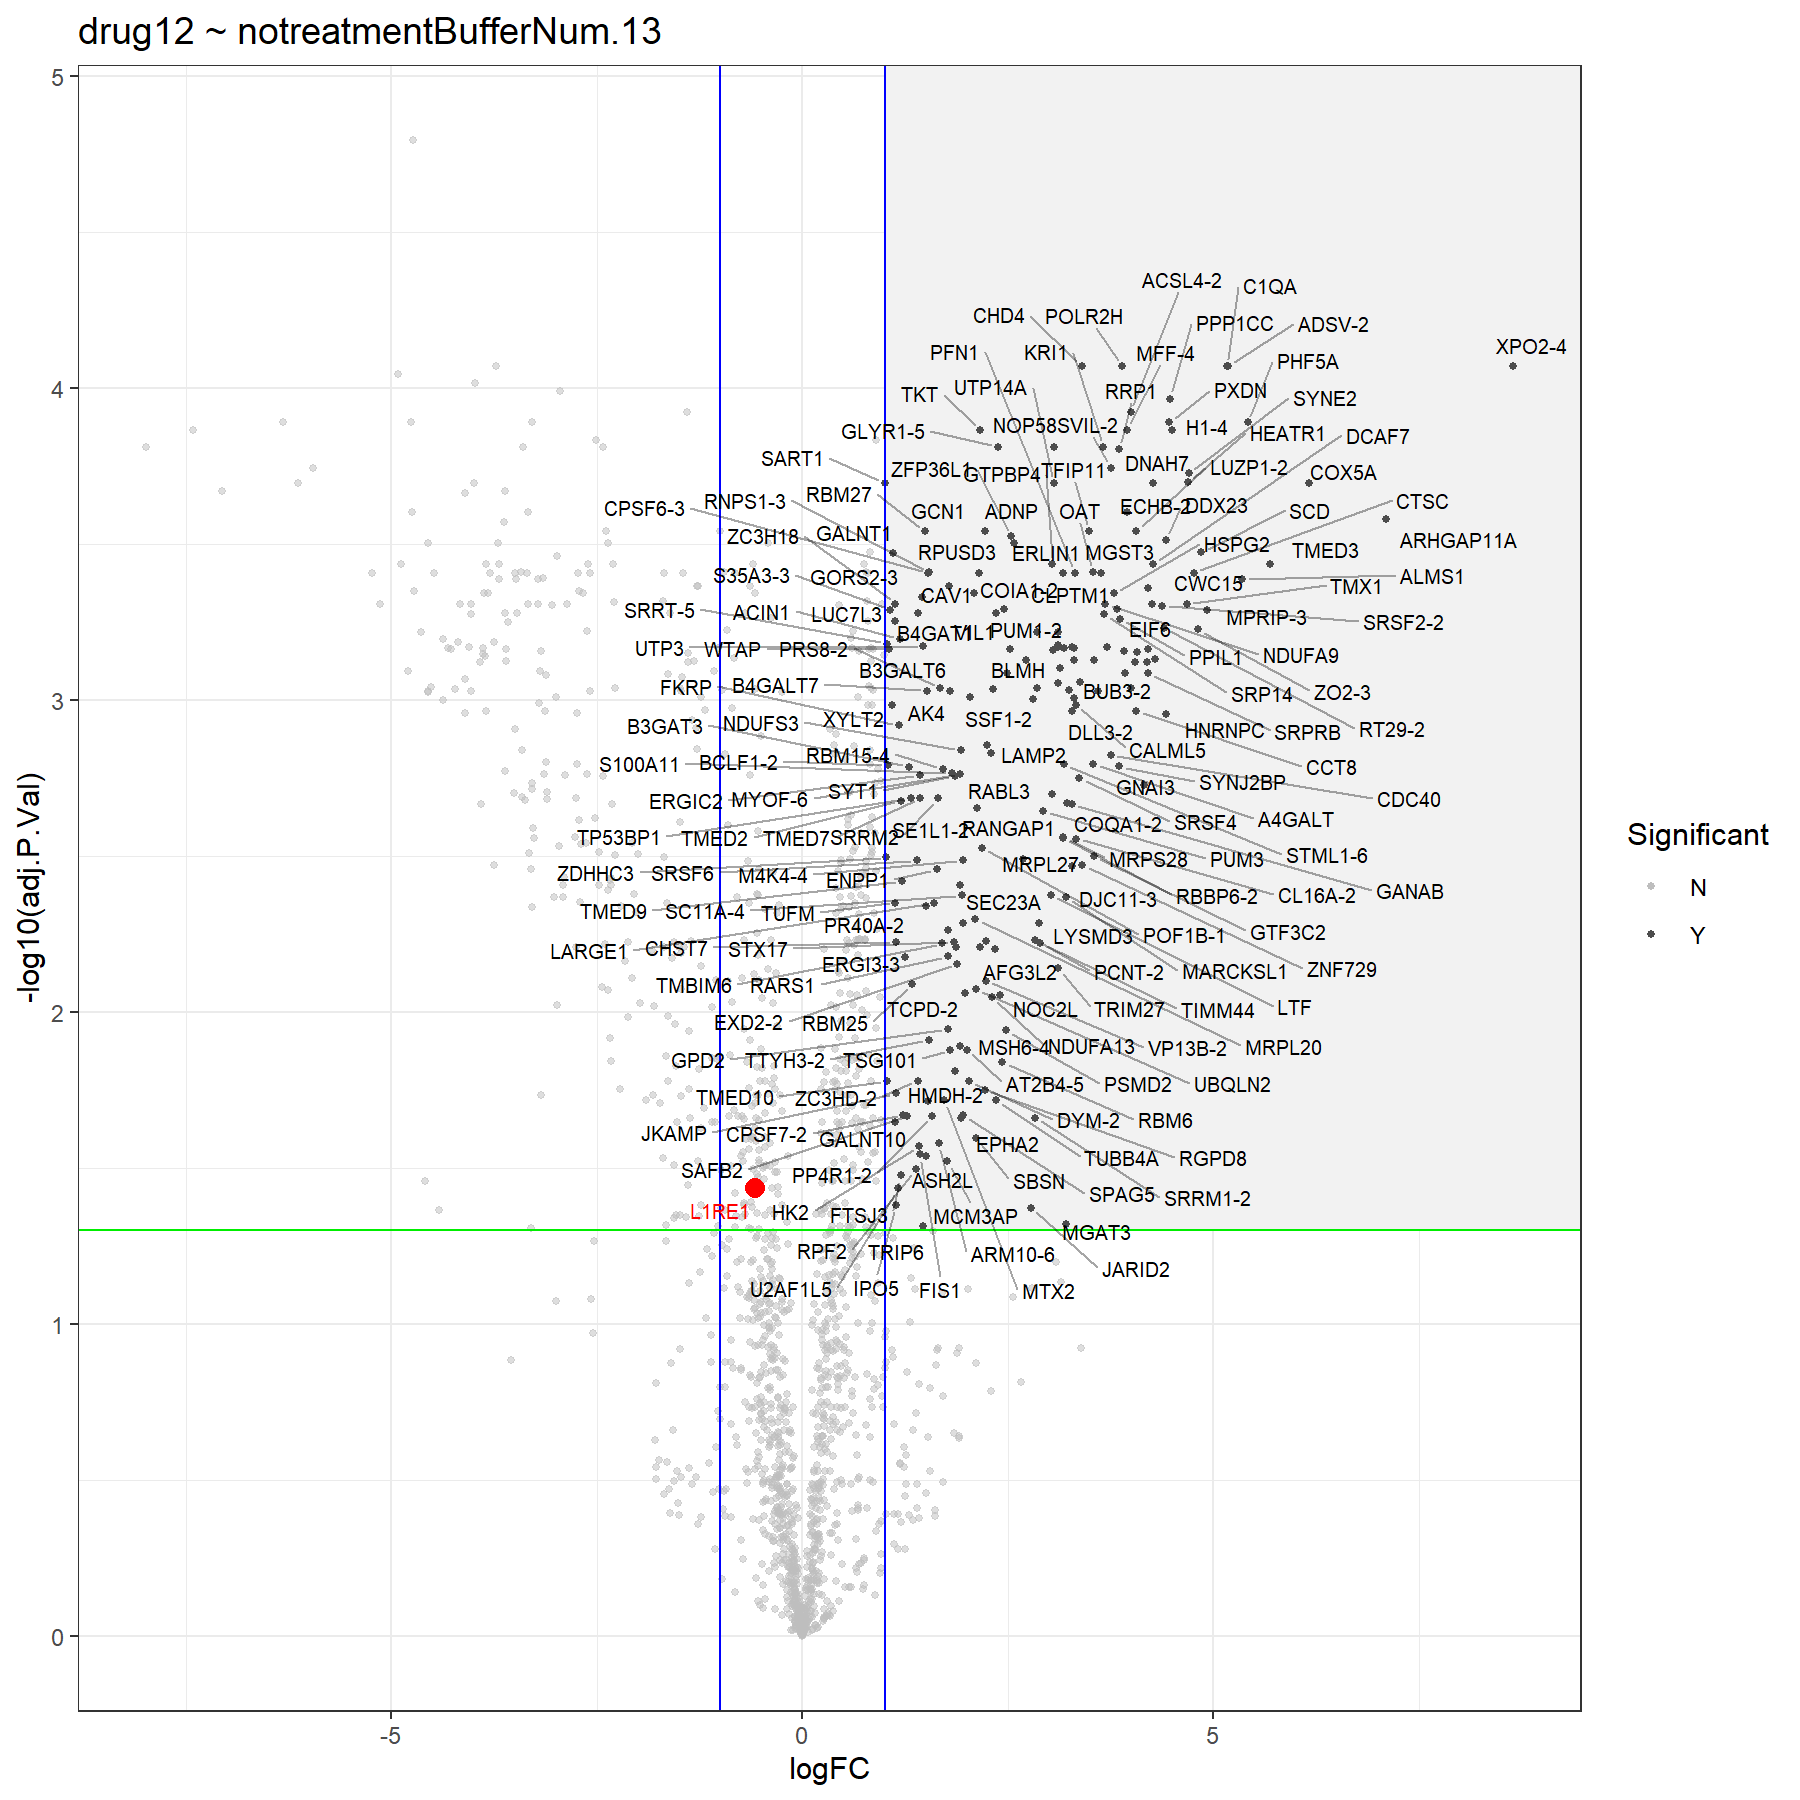 drug12 ~ notreatmentBufferNum.13
5
ACSL4-2 C1QA
CHD4 POLR2H PPP1CC ADSV-2
PFN1 KRI1 MFF-4 PHF5A XPO2-4
4
TKT UTP14A RRP1 PXDN SYNE2
GLYR1-5 NOP58 SVIL-2 H1-4 HEATR1 DCAF7
SART1 ZFP36L1 GTPBP4 TFIP11 DNAH7 LUZP1-2 COX5A
CPSF6-3 RNPS1-3 RBM27 GCN1 ADNP OAT ECHB-2 DDX23 SCD CTSC
ZC3H18 GALNT1 RPUSD3 ERLIN1 MGST3 HSPG2 TMED3 ARHGAP11A
S35A3-3 GORS2-3 CAV1 COIA1-2 CLPTM1 CWC15 TMX1 ALMS1
SRRT-5 ACIN1 LUC7L3 B4GAT1 VIL1 PUM1-2 EIF6 MPRIP-3 SRSF2-2
UTP3 WTAP PRS8-2 B3GALT6 BLMH PPIL1 NDUFA9
3
FKRP B4GALT7 BUB3-2 SRP14 ZO2-3
B3GAT3 NDUFS3 XYLT2 AK4 SSF1-2 DLL3-2 HNRNPC SRPRB RT29-2
S100A11 BCLF1-2 RBM15-4 LAMP2 CALML5 CCT8
ERGIC2 MYOF-6 SYT1 RABL3 GNAI3 SYNJ2BP CDC40
TP53BP1 TMED2 TMED7 SRRM2 SE1L1-2 RANGAP1 COQA1-2 SRSF4 A4GALT
ZDHHC3 SRSF6 M4K4-4 ENPP1 MRPL27 MRPS28 PUM3 STML1-6
TMED9 SC11A-4 TUFM SEC23A DJC11-3 RBBP6-2 CL16A-2 GANAB
LARGE1 CHST7 STX17 PR40A-2 LYSMD3 POF1B-1 GTF3C2
TMBIM6 RARS1 ERGI3-3 AFG3L2 PCNT-2 MARCKSL1 ZNF729
2
EXD2-2 RBM25 TCPD-2 NOC2L TRIM27 TIMM44 LTF
GPD2 TTYH3-2 TSG101 MSH6-4 NDUFA13 VP13B-2 MRPL20
TMED10 ZC3HD-2 HMDH-2 AT2B4-5 PSMD2 UBQLN2
JKAMP CPSF7-2 GALNT10 EPHA2 DYM-2 RBM6
SAFB2 PP4R1-2 ASH2L SBSN TUBB4A RGPD8
L1RE1 HK2 FTSJ3 MCM3AP SPAG5 SRRM1-2
RPF2 TRIP6 ARM10-6 MGAT3
U2AF1L5 IPO5 FIS1 MTX2 JARID2
1
0
-5 0 5
logFC
-log10(adj.P.Val)
Significant
N
Y